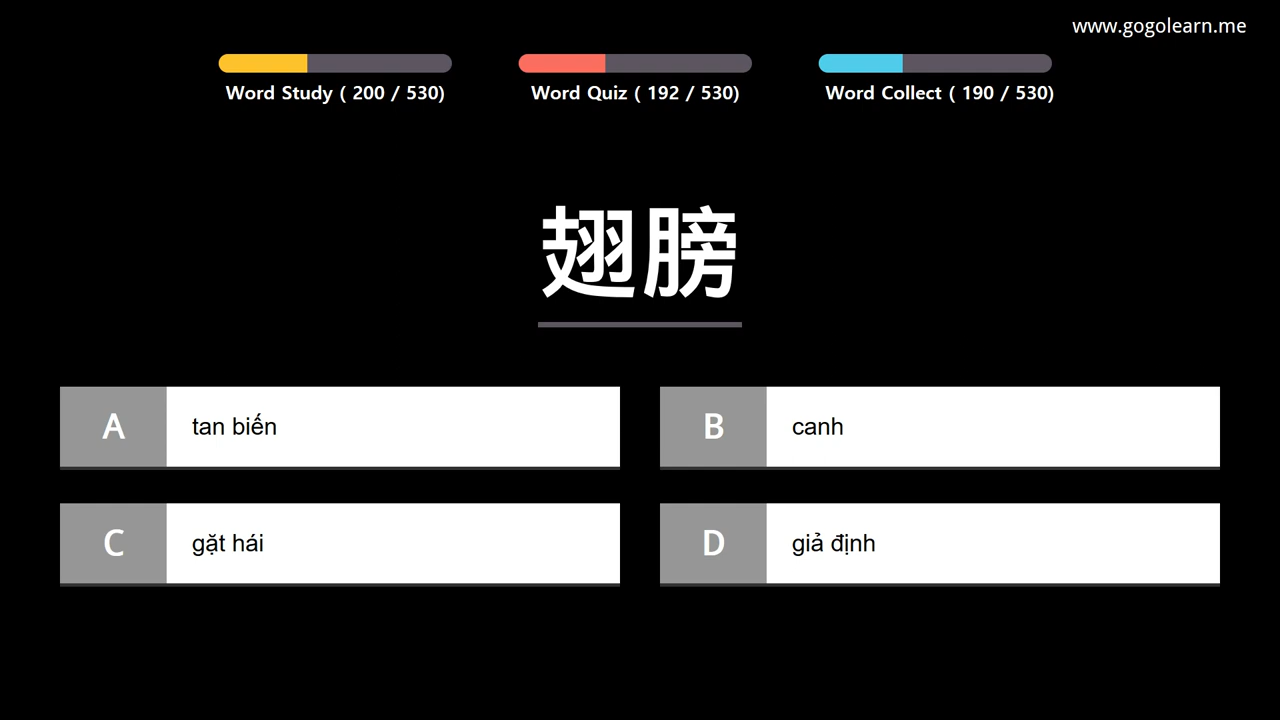 www.gogolearn.me
Word Study ( 200 / 530)
Word Quiz ( 192 / 530)
Word Collect ( 190 / 530)
翅膀
A tan biến
B canh
C gặt hái
D giả định